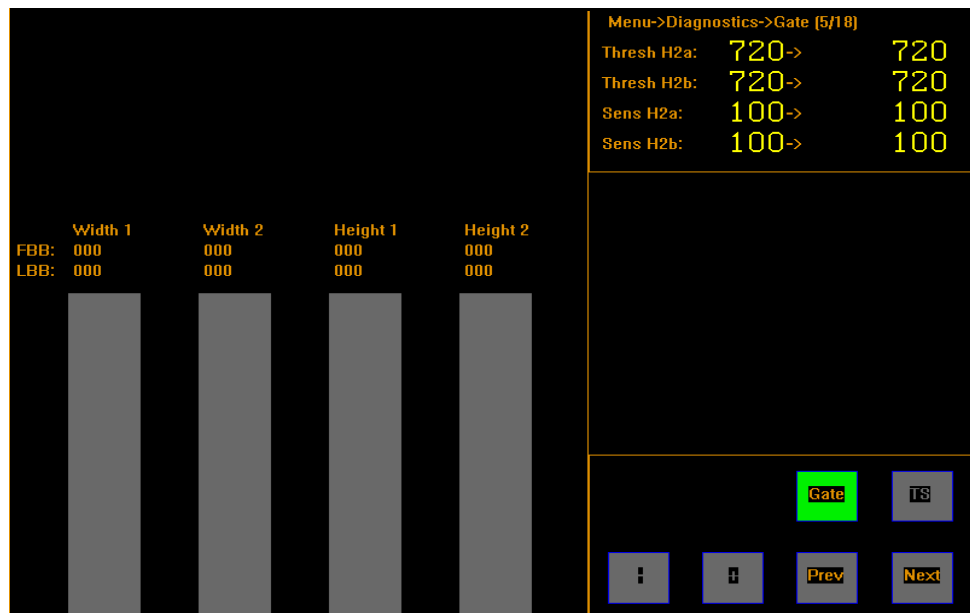 Menu->Diagnostics->Gate (5/18)
Thresh H2a: 720-> 720
Thresh H2b: 720-> 720
Sens H2a: 100-> 100
Sens H2b: 100-> 100
Width 1 Width 2 Height 1 Height 2
FBB: 000 000 000 000
LBB: 000 000 000 000
Gate TS
Prev Next